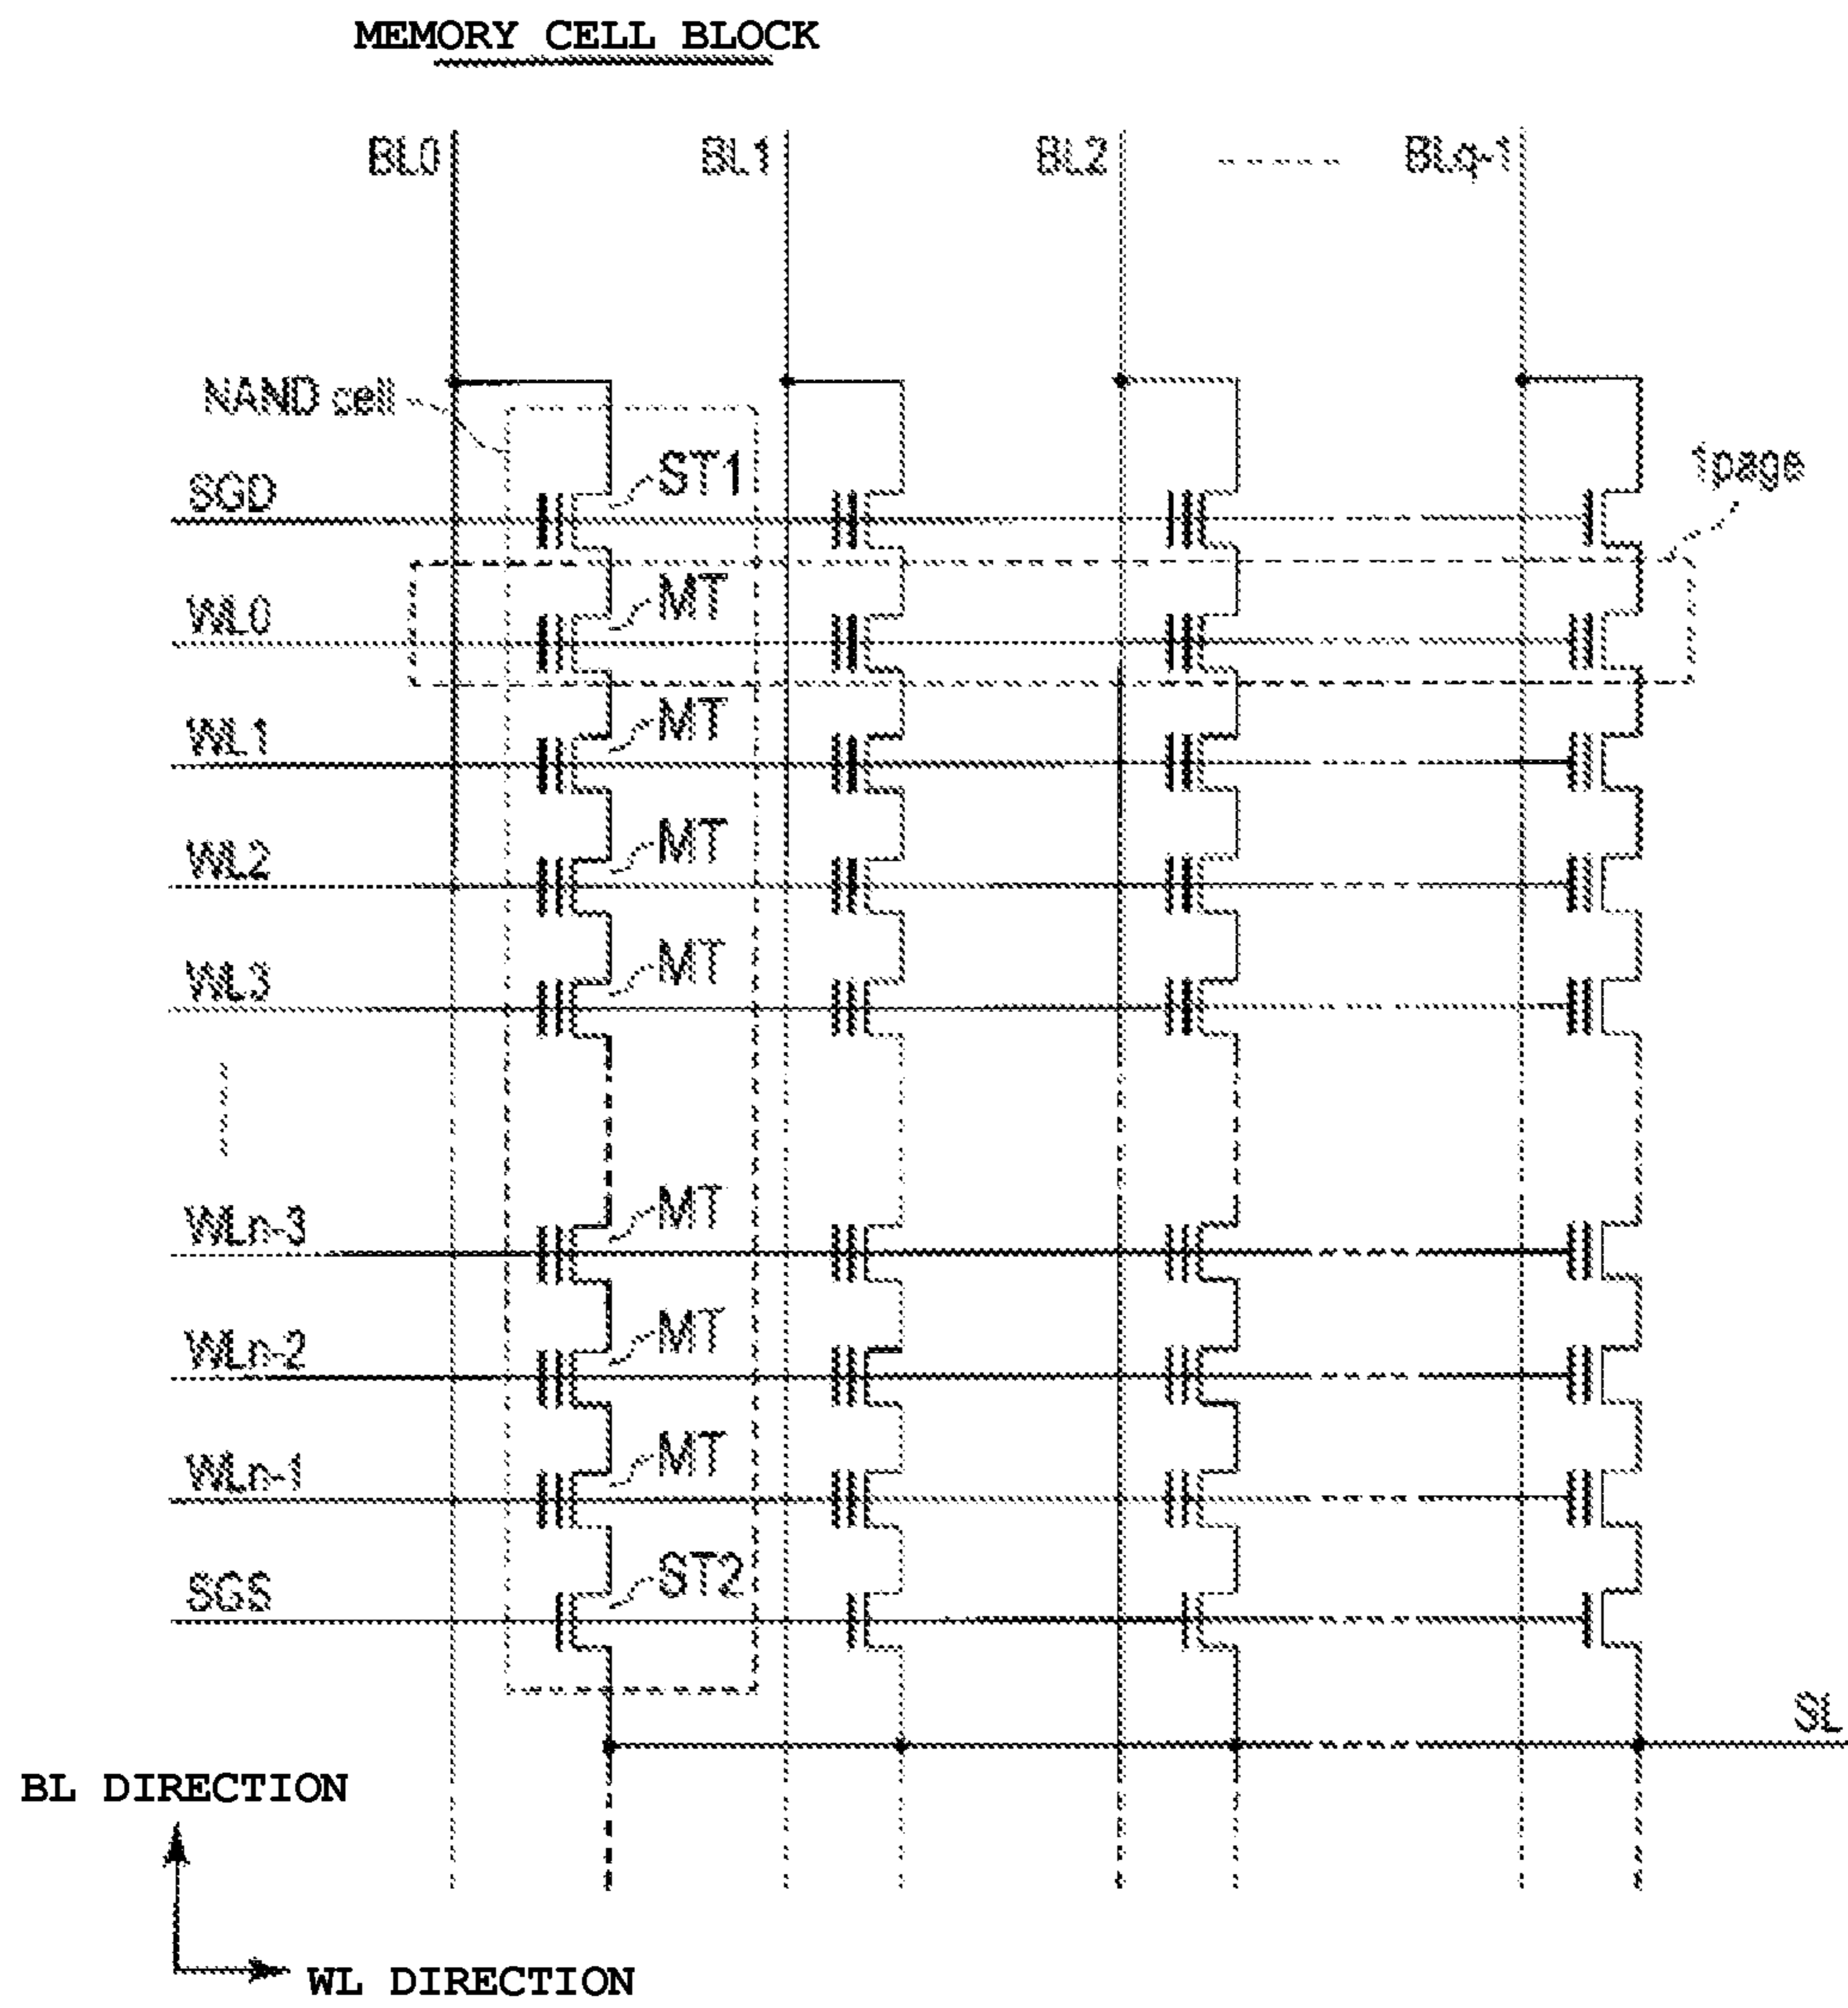 MEMORY CELL BLOCK
BL0
BL1
BL2
BLq-1
NAND cell
1page
SGD
ST1
WL0
MT
WL1
MT
WL2
MT
WL3
MT
WLn-3
MT
WLn-2
MT
WLn-1
MT
SGS
ST2
SL
BL DIRECTION
WL DIRECTION